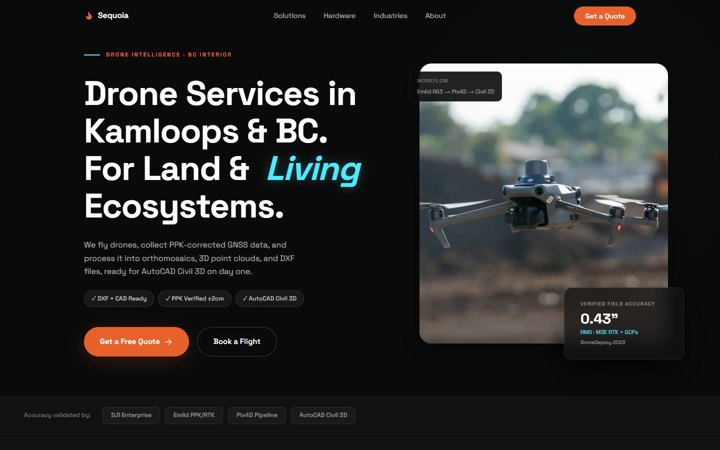 Sequoia
Solutions
Hardware
Industries
About
Get a Quote
DRONE INTELLIGENCE · BC INTERIOR
Drone Services in
Kamloops & BC.
For Land & Living
Ecosystems.
We fly drones, collect PPK-corrected GNSS data, and
process it into orthomosaics, 3D point clouds, and DXF
files, ready for AutoCAD Civil 3D on day one.
✓ DXF + CAD Ready
✓ PPK Verified ±2cm
✓ AutoCAD Civil 3D
Get a Free Quote →
Book a Flight
WORKFLOW
Emlid RS3 → Pix4D → Civil 3D
VERIFIED FIELD ACCURACY
0.43"
RMS · M3E RTK + GCPs
DroneDeploy 2023
Accuracy validated by:
DJI Enterprise
Emlid PPK/RTK
Pix4D Pipeline
AutoCAD Civil 3D